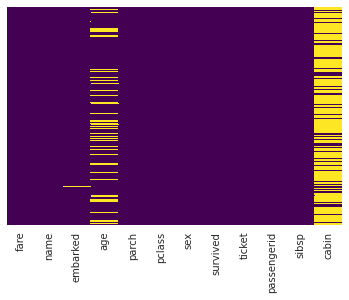 fare
name
embarked
age
parch
pclass
sex
survived
ticket
passengerid
sibsp
cabin